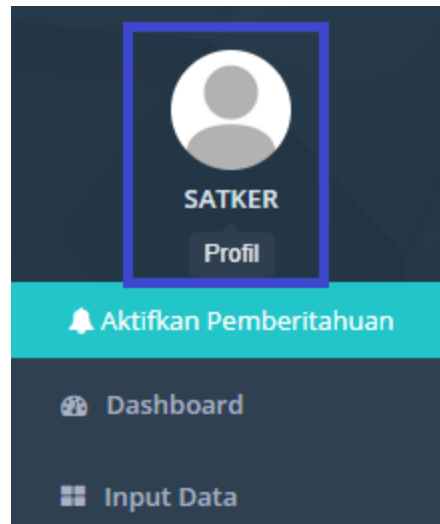 SATKER
Profil
Aktifkan Pemberitahuan
Dashboard
Input Data